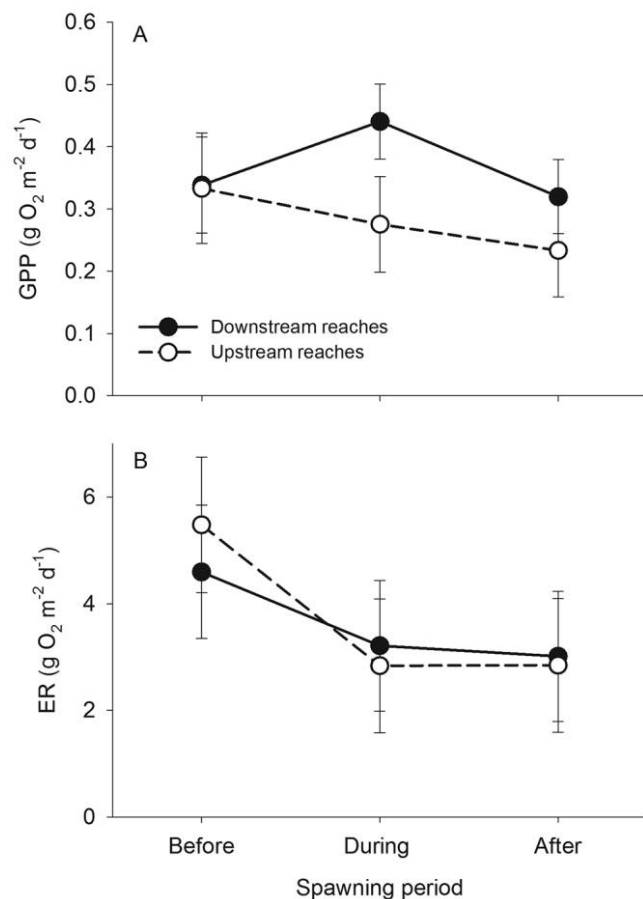 A
0.6
0.5
0.4
0.3
0.2
0.1
0.0
GPP (g O₂ m⁻² d⁻¹)
Downstream reaches
Upstream reaches
B
6
4
2
0
ER (g O₂ m⁻² d⁻¹)
Before During After
Spawning period